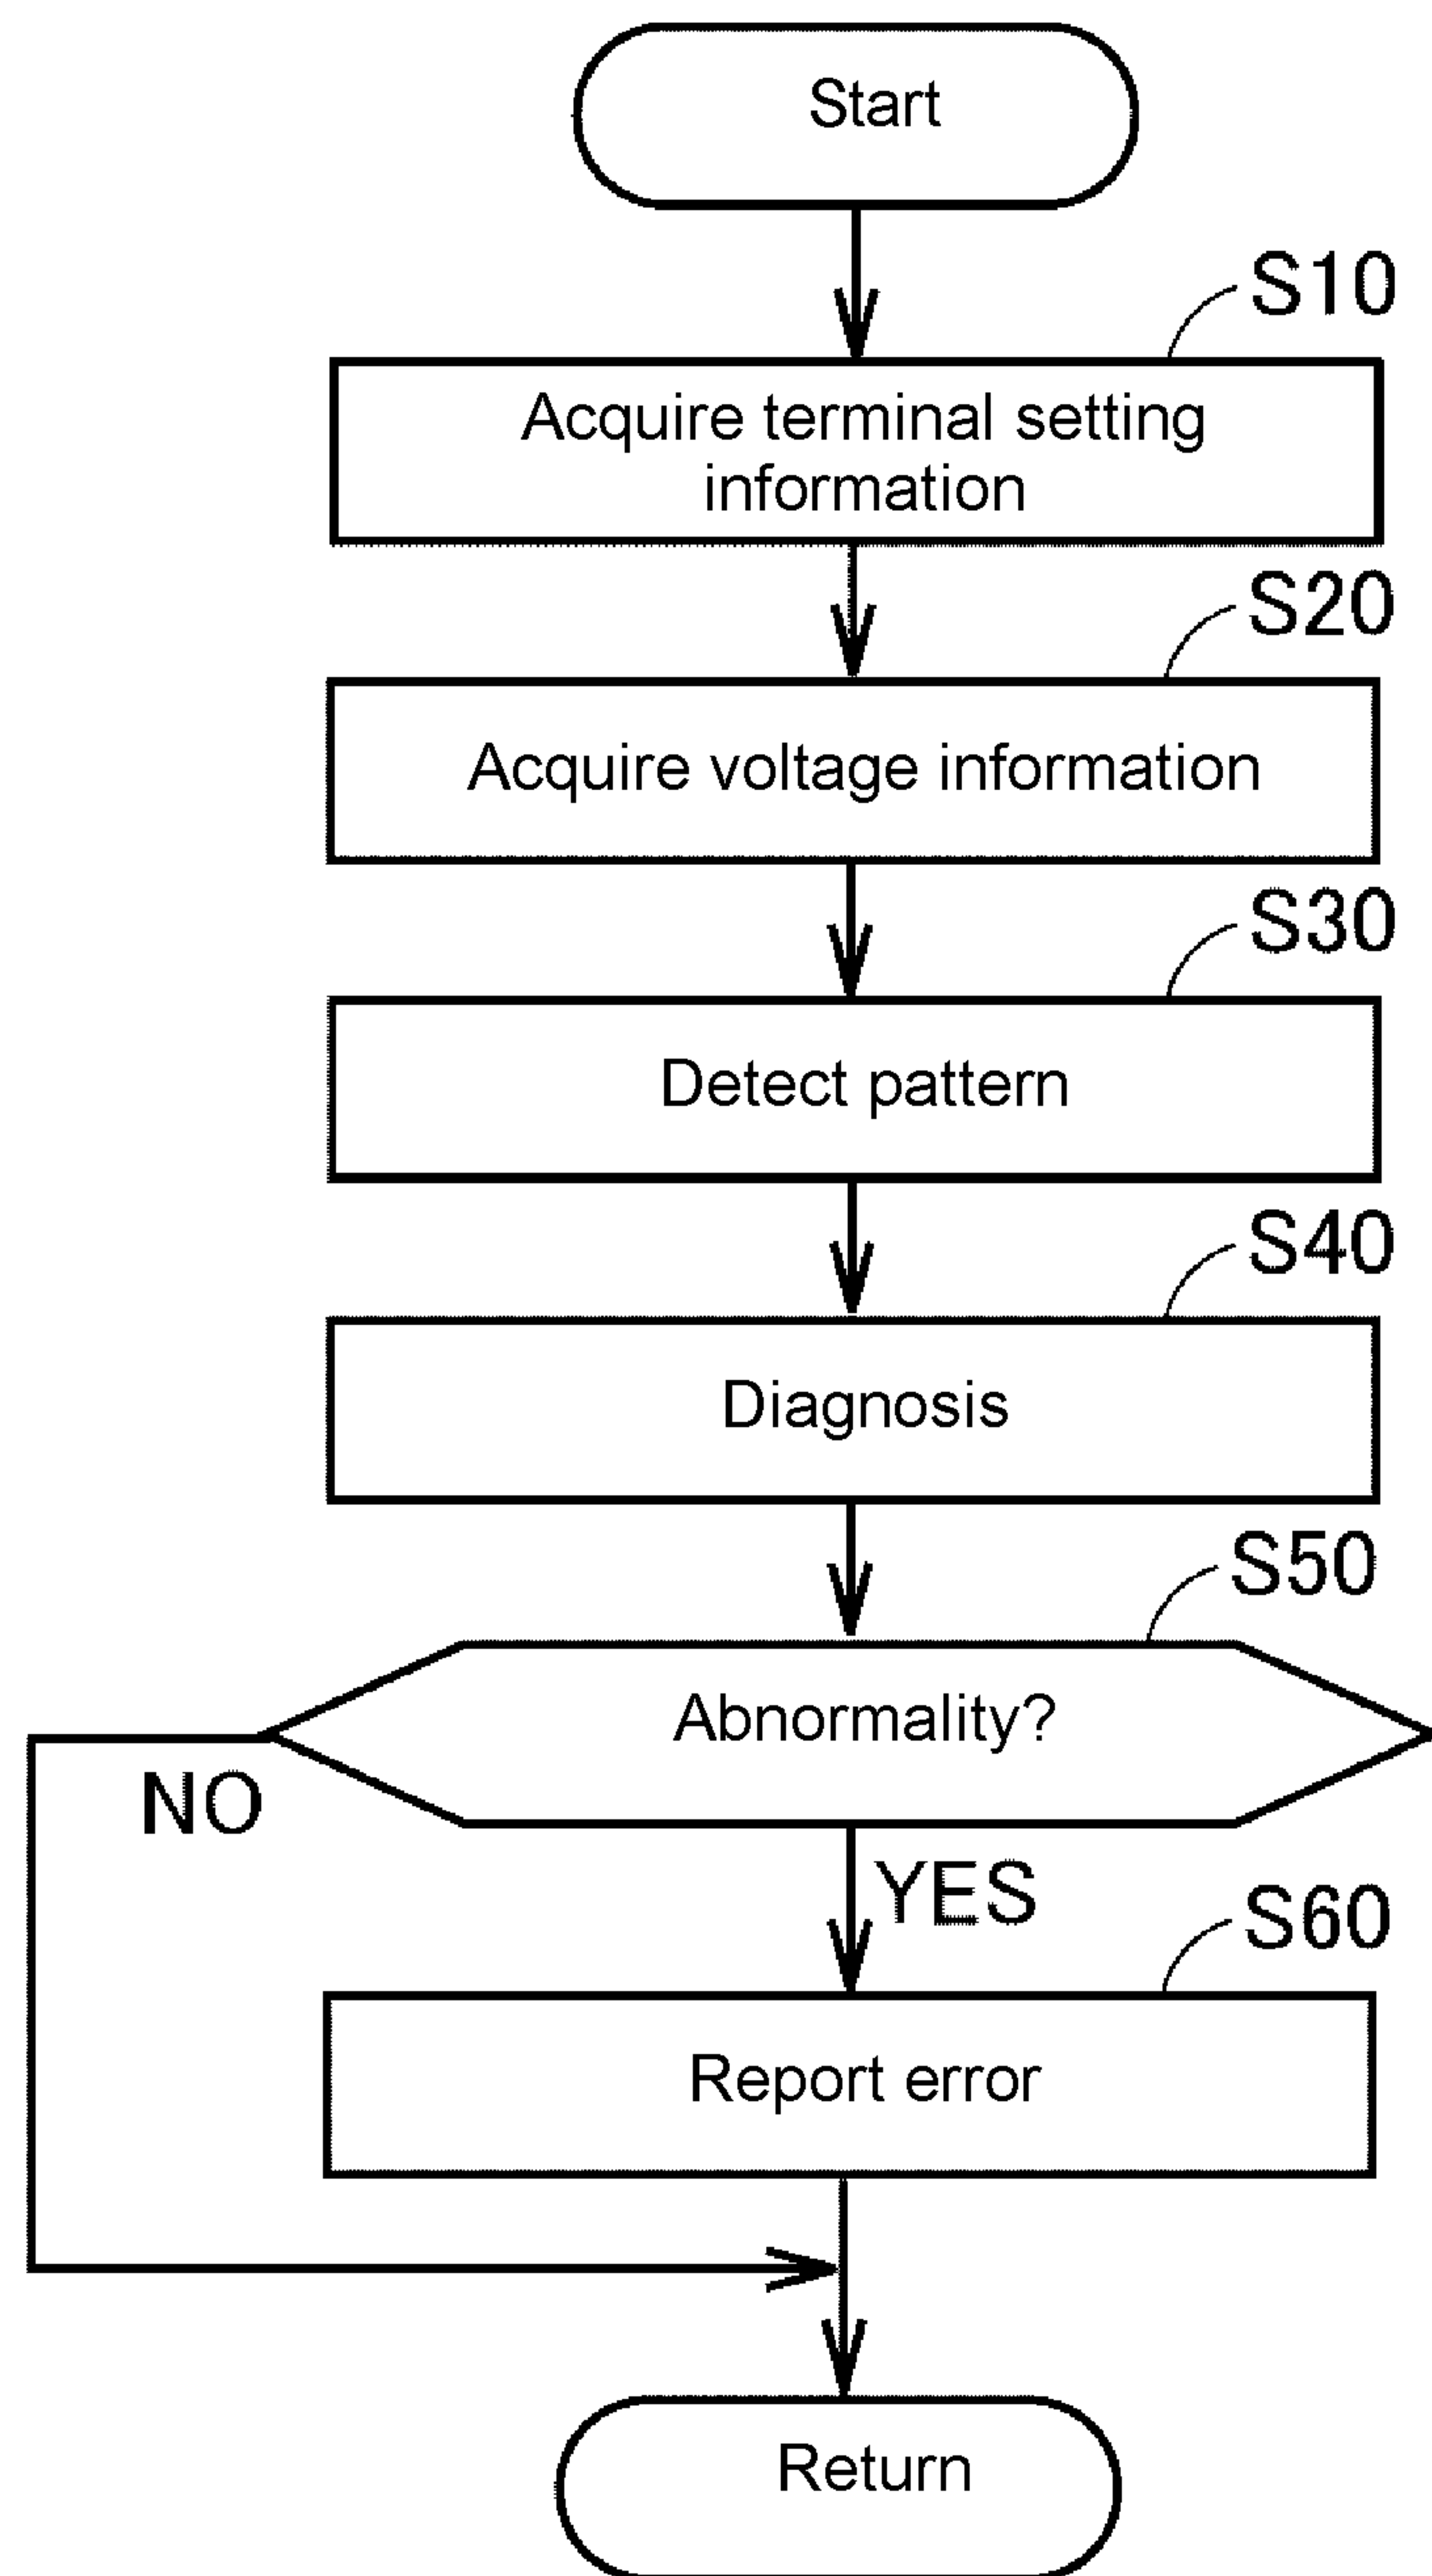 Start
S10
Acquire terminal setting
information
S20
Acquire voltage information
S30
Detect pattern
S40
Diagnosis
S50
Abnormality?
NO
YES
S60
Report error
Return